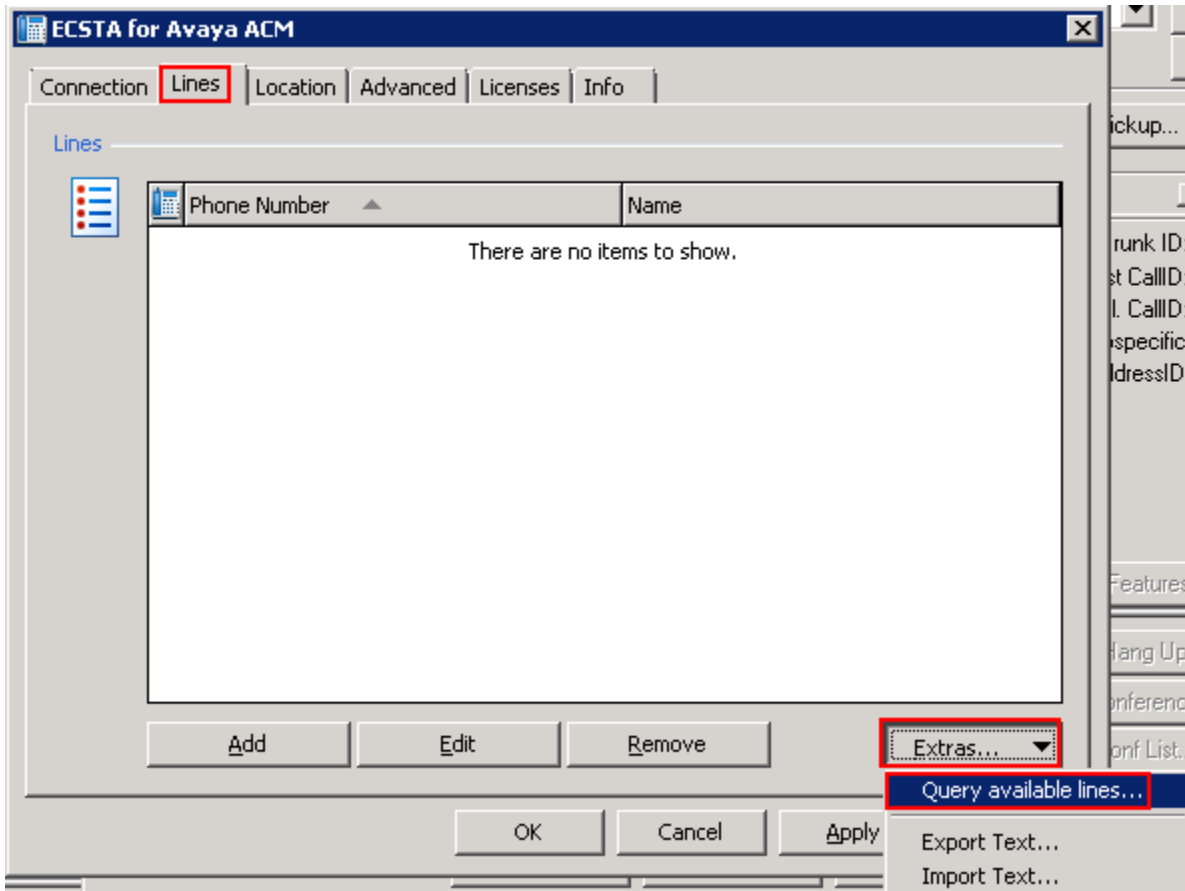 ECSTA for Avaya ACM
Connection Lines Location Advanced Licenses Info
Lines
Phone Number Name
There are no items to show.
Add Edit Remove Extras...
Query available lines...
Export Text...
Import Text...
OK Cancel Apply
ickup...
runk ID:
st CallID:
l. CallID:
specific
ddressID
Features
Hang Up
onferenc
onf List.